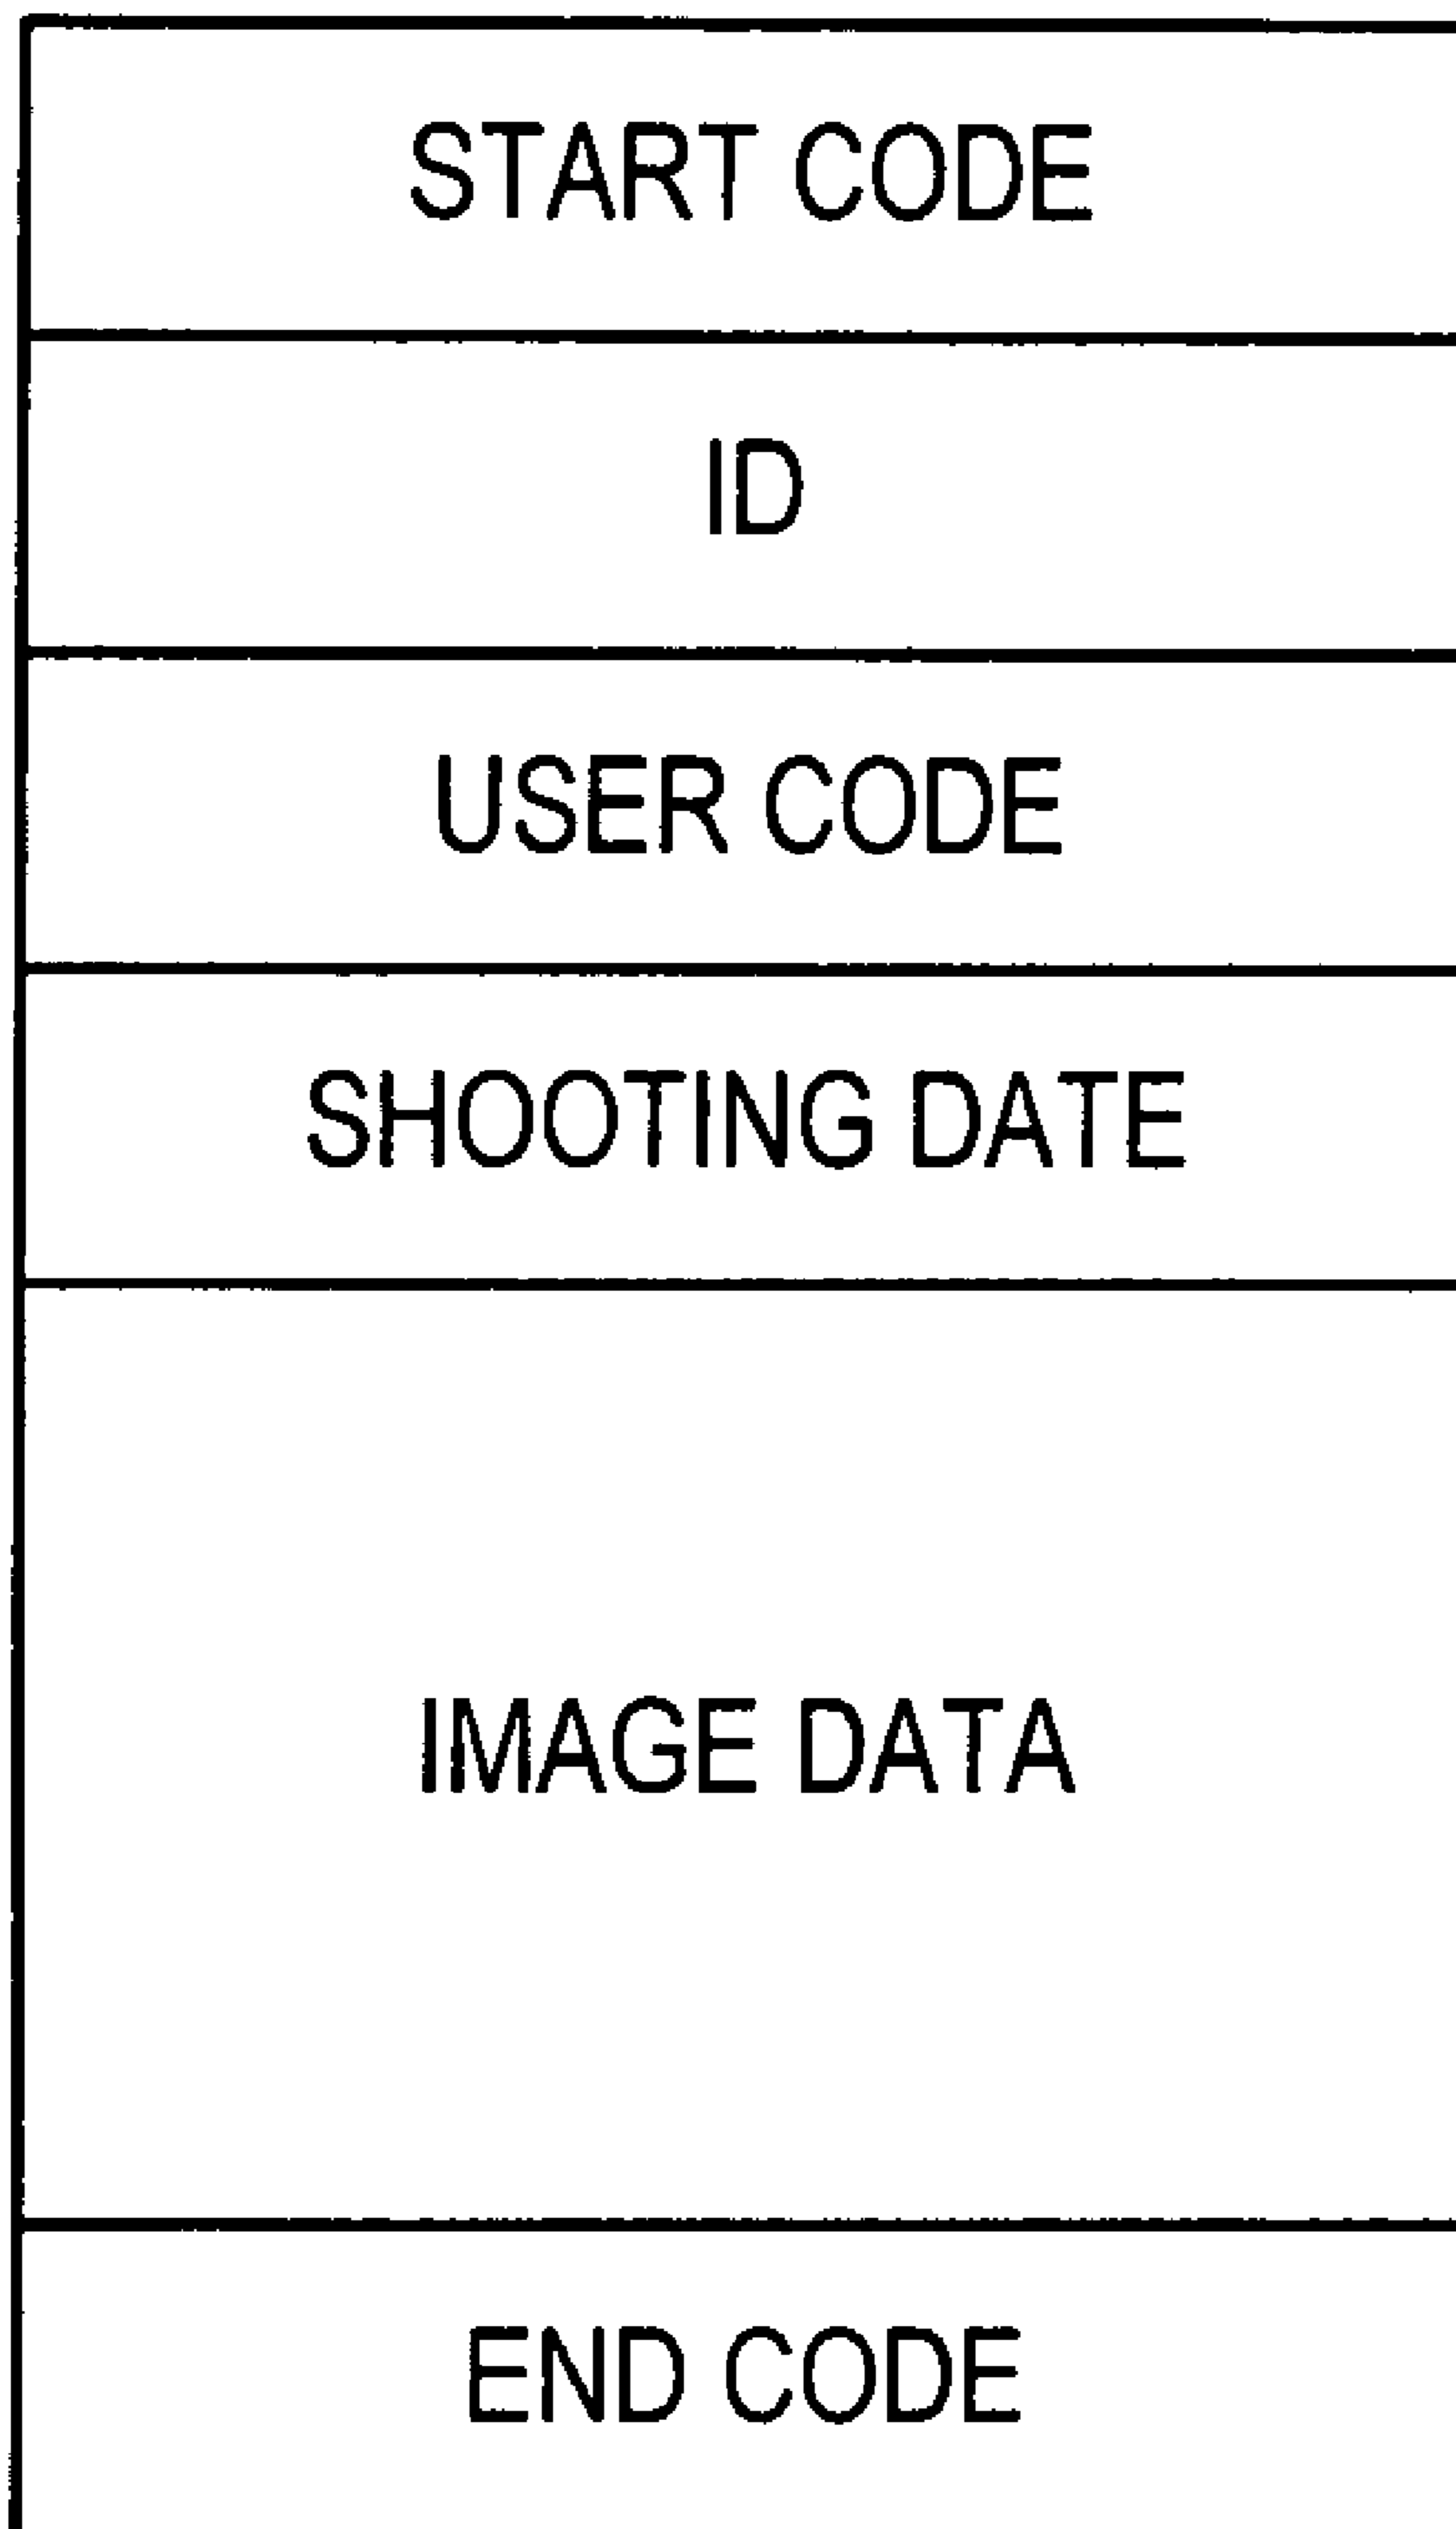 START CODE
ID
USER CODE
SHOOTING DATE
IMAGE DATA
END CODE